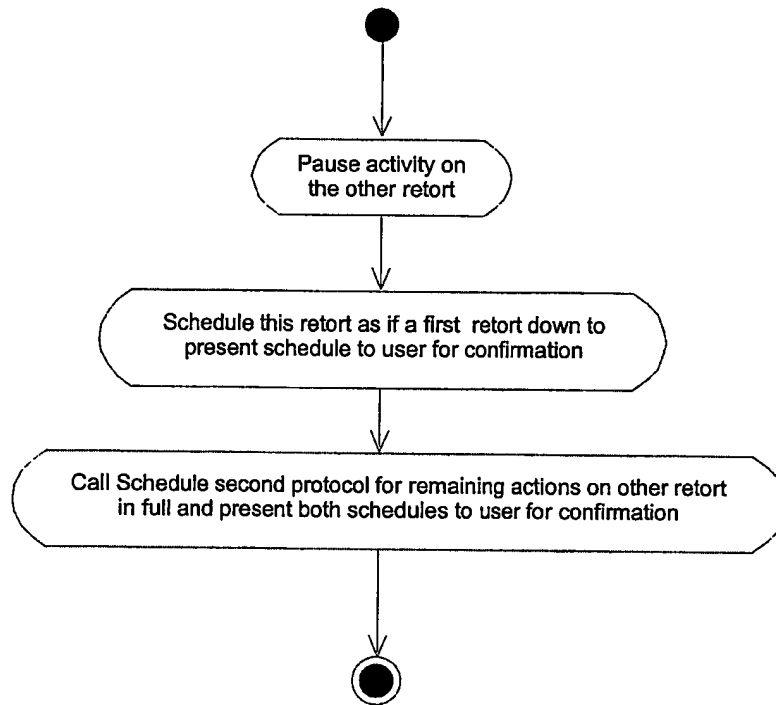 Pause activity on
the other retort
Schedule this retort as if a first retort down to
present schedule to user for confirmation
Call Schedule second protocol for remaining actions on other retort
in full and present both schedules to user for confirmation